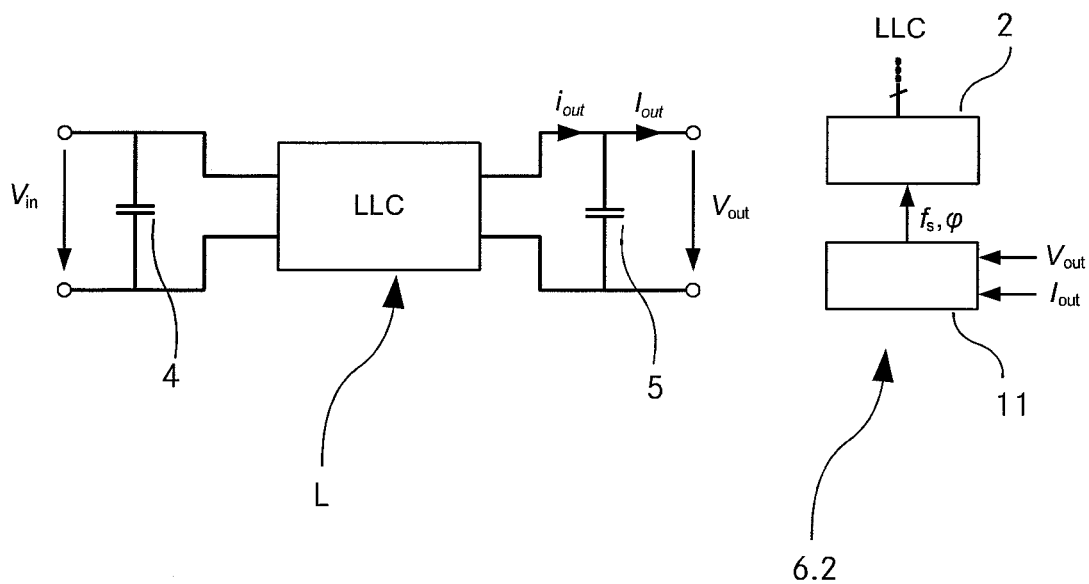 LLC
2
i_out
I_out
V_in
LLC
V_out
f_s, φ
V_out
I_out
4
5
11
L
6.2